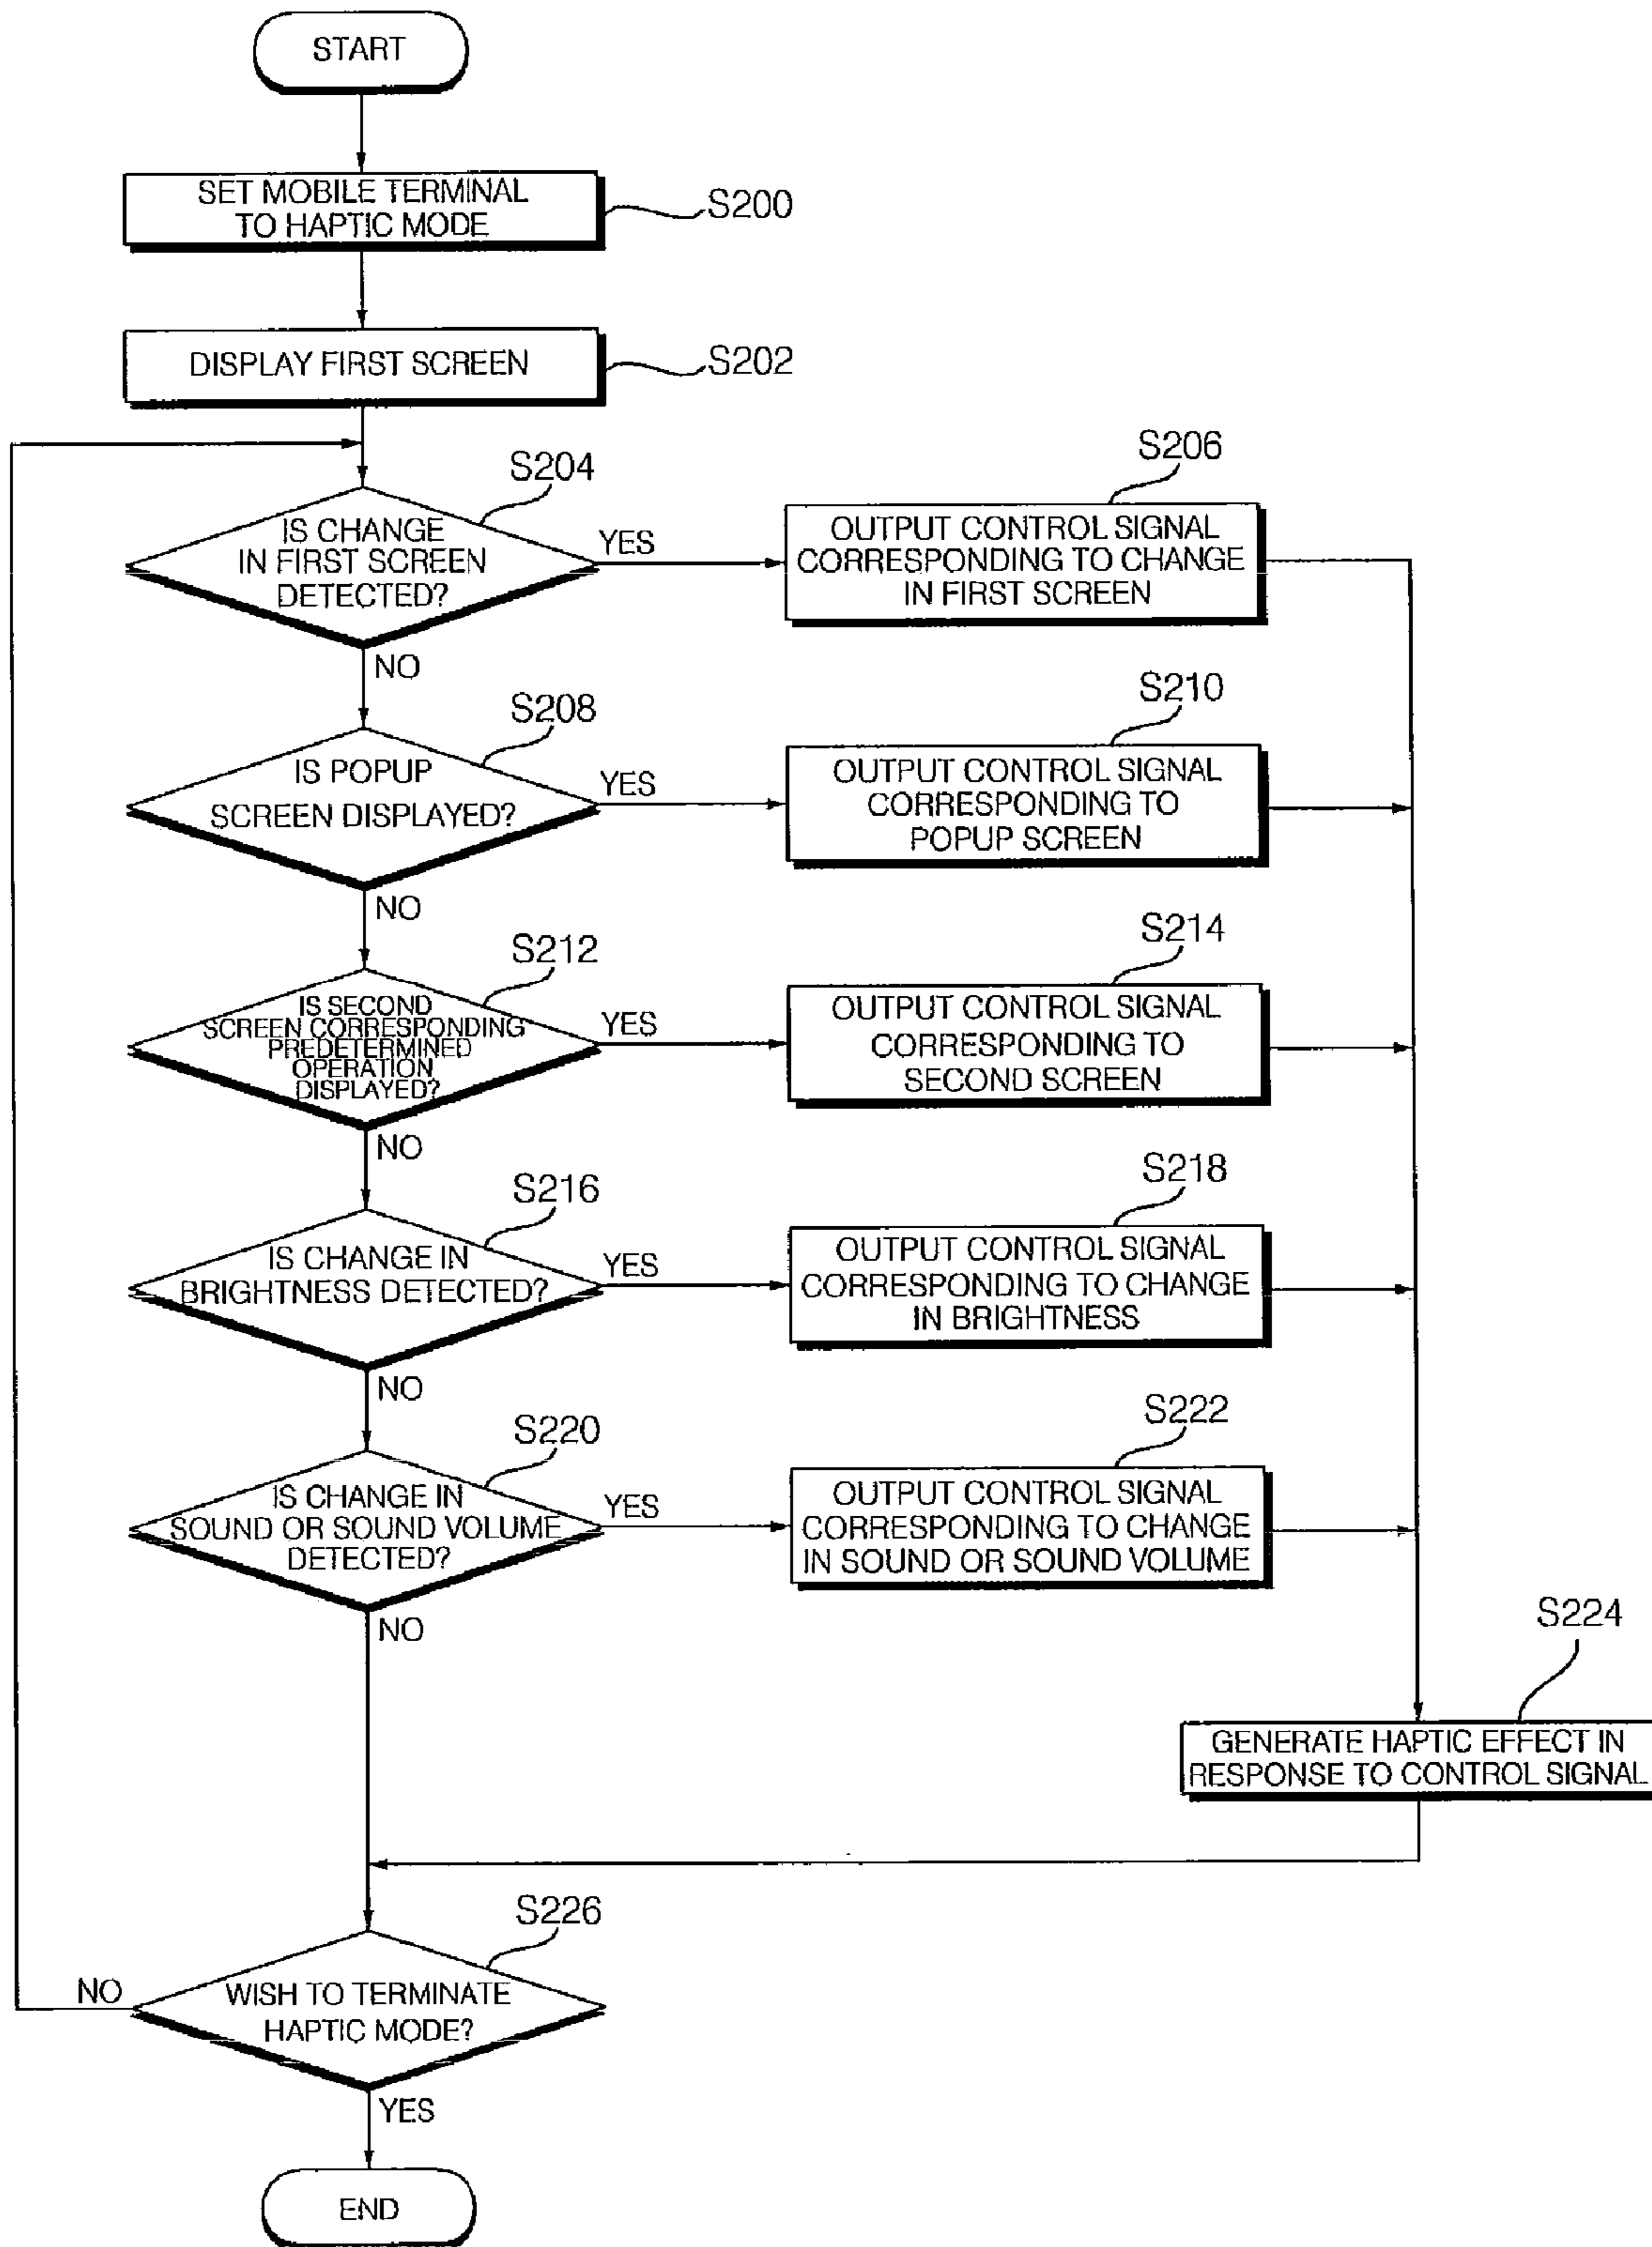 START
SET MOBILE TERMINAL
TO HAPTIC MODE
S200
DISPLAY FIRST SCREEN
S202
S204
IS CHANGE
IN FIRST SCREEN
DETECTED?
YES
NO
S206
OUTPUT CONTROL SIGNAL
CORRESPONDING TO CHANGE
IN FIRST SCREEN
S208
IS POPUP
SCREEN DISPLAYED?
YES
NO
S210
OUTPUT CONTROL SIGNAL
CORRESPONDING TO
POPUP SCREEN
S212
IS SECOND
SCREEN CORRESPONDING
PREDETERMINED
OPERATION
DISPLAYED?
YES
NO
S214
OUTPUT CONTROL SIGNAL
CORRESPONDING TO
SECOND SCREEN
S216
IS CHANGE IN
BRIGHTNESS DETECTED?
YES
NO
S218
OUTPUT CONTROL SIGNAL
CORRESPONDING TO CHANGE
IN BRIGHTNESS
S220
IS CHANGE IN
SOUND OR SOUND VOLUME
DETECTED?
YES
NO
S222
OUTPUT CONTROL SIGNAL
CORRESPONDING TO CHANGE
IN SOUND OR SOUND VOLUME
S224
GENERATE HAPTIC EFFECT IN
RESPONSE TO CONTROL SIGNAL
S226
WISH TO TERMINATE
HAPTIC MODE?
NO
YES
END